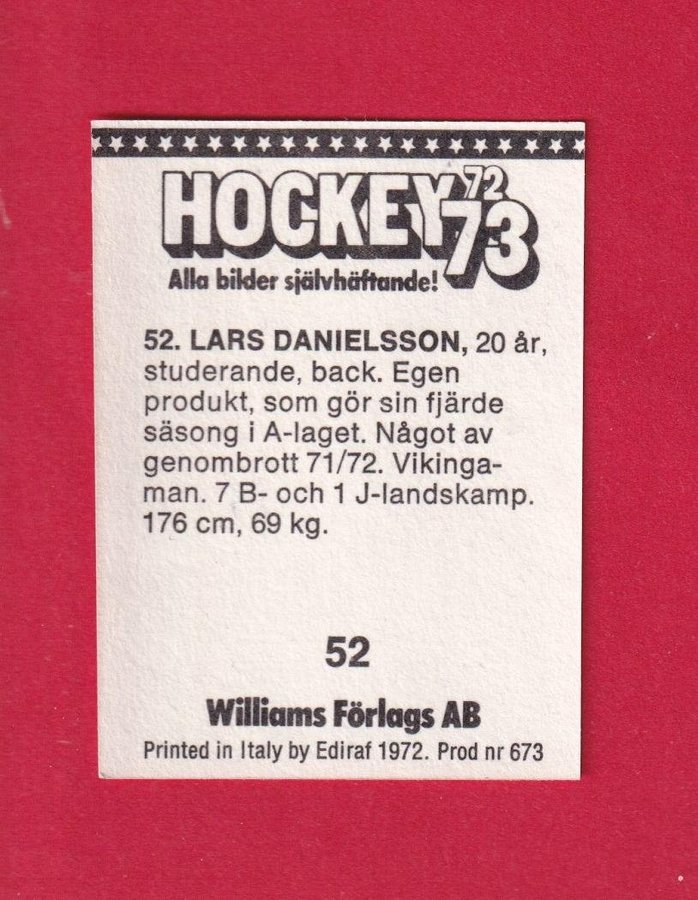 HOCKEY 72
73
Alla bilder självhäftande!
52. LARS DANIELSSON, 20 år,
studerande, back. Egen
produkt, som gör sin fjärde
säsong i A-laget. Något av
genombrott 71/72. Vikinga-
man. 7 B- och 1 J-landskamp.
176 cm, 69 kg.
52
Williams Förlags AB
Printed in Italy by Ediraf 1972. Prod nr 673